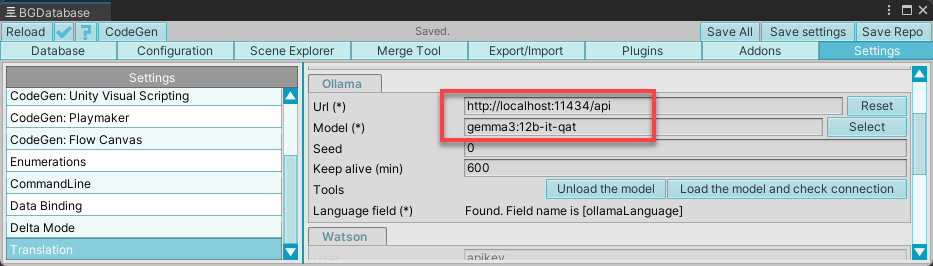 BGDatabase
Reload ? CodeGen Saved. Save All Save settings Save Repo
Database Configuration Scene Explorer Merge Tool Export/Import Plugins Addons Settings
Settings
CodeGen: Unity Visual Scripting
CodeGen: Playmaker
CodeGen: Flow Canvas
Enumerations
CommandLine
Data Binding
Delta Mode
Translation
Ollama
Url (*) http://localhost:11434/api Reset
Model (*) gemma3:12b-it-qat Select
Seed 0
Keep alive (min) 600
Tools Unload the model Load the model and check connection
Language field (*) Found. Field name is [ollamaLanguage]
Watson
apikey